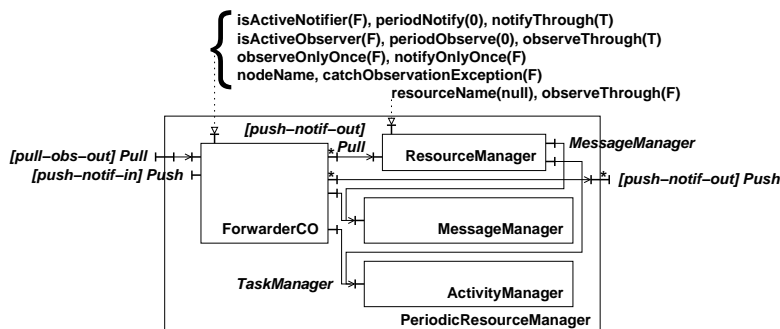 isActiveNotifier(F), periodNotify(0), notifyThrough(T)
isActiveObserver(F), periodObserve(0), observeThrough(T)
observeOnlyOnce(F), notifyOnlyOnce(F)
nodeName, catchObservationException(F)
resourceName(null), observeThrough(F)
[push–notif–out]
Pull
MessageManager
[pull–obs–out] Pull
* ResourceManager
[push–notif–in] Push
*
* [push–notif–out] Push
ForwarderCO
MessageManager
TaskManager
ActivityManager
PeriodicResourceManager